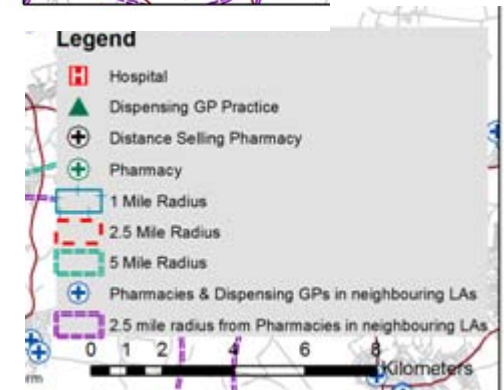 Legend
H Hospital
Dispensing GP Practice
Distance Selling Pharmacy
Pharmacy
1 Mile Radius
2.5 Mile Radius
5 Mile Radius
Pharmacies & Dispensing GPs in neighbouring LAs
2.5 mile radius from Pharmacies in neighbouring LAs
0 1 2 4 6 8
Kilometers